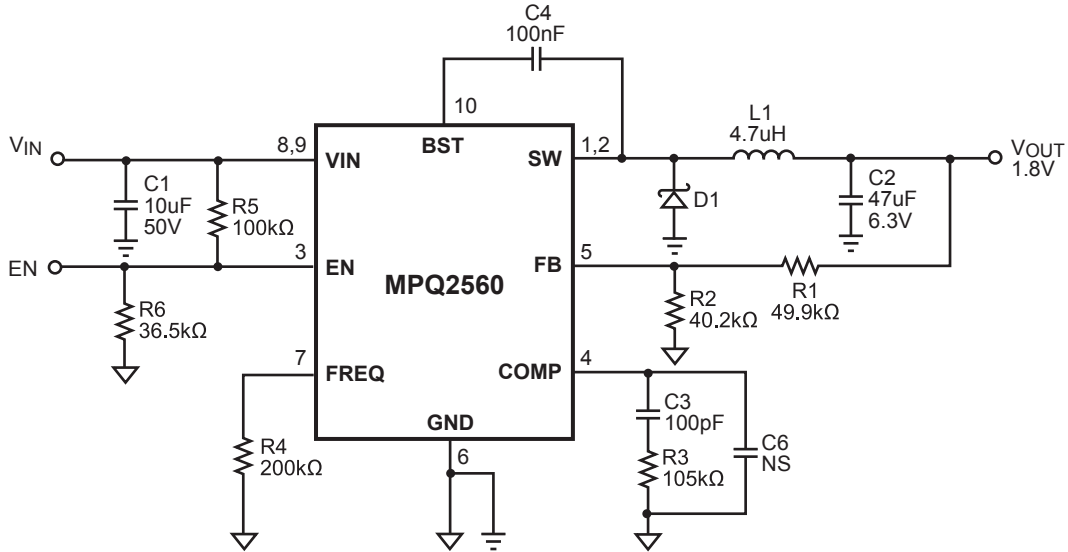 C4
100nF
10
BST
VIN
8,9
VIN
SW
1,2
L1
4.7uH
VOUT
1.8V
C1
10uF
50V
R5
100kΩ
D1
C2
47uF
6.3V
EN
3
EN
MPQ2560
FB
5
R1
49.9kΩ
R2
40.2kΩ
R6
36.5kΩ
7
FREQ
COMP
4
GND
6
R4
200kΩ
C3
100pF
R3
105kΩ
C6
NS